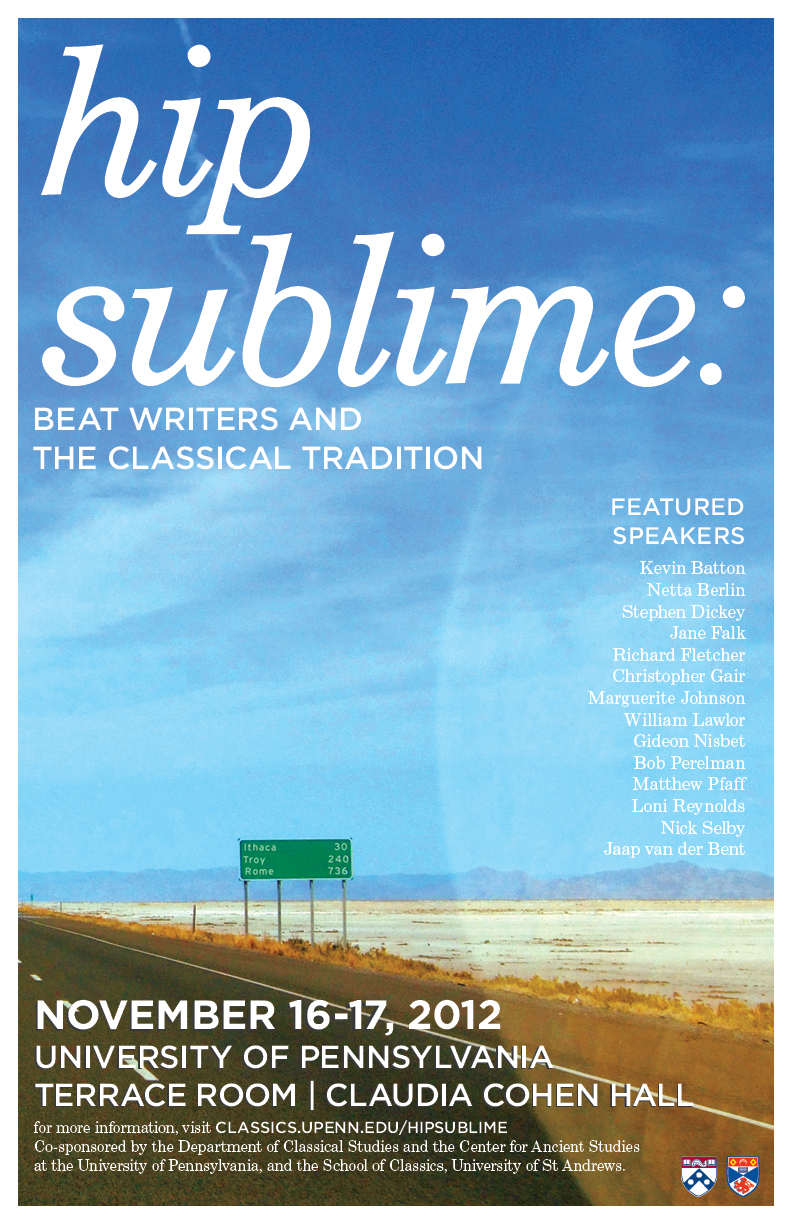 hip
sublime:
BEAT WRITERS AND
THE CLASSICAL TRADITION
FEATURED
SPEAKERS
Kevin Batton
Netta Berlin
Stephen Dickey
Jane Falk
Richard Fletcher
Christopher Gair
Marguerite Johnson
William Lawlor
Gideon Nisbet
Bob Perelman
Matthew Pfaff
Loni Reynolds
Nick Selby
Jaap van der Bent
Ithaca 30
Troy 240
Rome 736
NOVEMBER 16-17, 2012
UNIVERSITY OF PENNSYLVANIA
TERRACE ROOM | CLAUDIA COHEN HALL
for more information, visit CLASSICS.UPENN.EDU/HIPSUBLIME
Co-sponsored by the Department of Classical Studies and the Center for Ancient Studies
at the University of Pennsylvania, and the School of Classics, University of St Andrews.